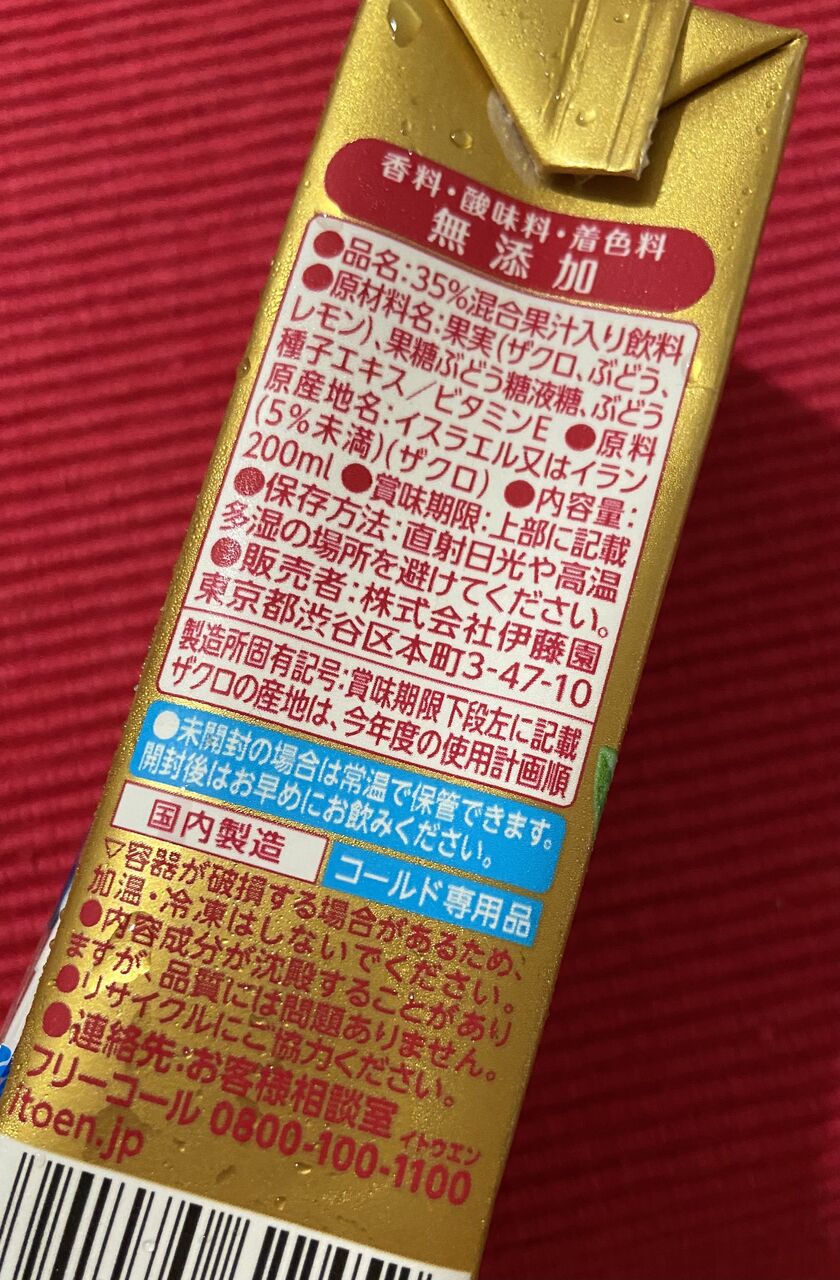 香料・酸味料・着色料
無添加
●品名:35%混合果汁入り飲料
●原材料名:果実(ザクロ、ぶどう、
レモン)、果糖ぶどう糖液糖、ぶどう
種子エキス/ビタミンE ●原料
原産地名:イスラエル又はイラン
(5%未満)(ザクロ) ●内容量:
200ml ●賞味期限:上部に記載
●保存方法:直射日光や高温
多湿の場所を避けてください。
●販売者:株式会社伊藤園
東京都渋谷区本町3-47-10
製造所固有記号:賞味期限下段左に記載
ザクロの産地は、今年度の使用計画順
●未開封の場合は常温で保管できます。
開封後はお早めにお飲みください。
国内製造
コールド専用品
▽容器が破損する場合があるため、
加温・冷凍はしないでください。
●内容成分が沈殿することがあり
ますが、品質には問題ありません。
●リサイクルにご協力ください。
●連絡先:お客様相談室
イトウエン
フリーコール 0800-100-1100
itoen.jp